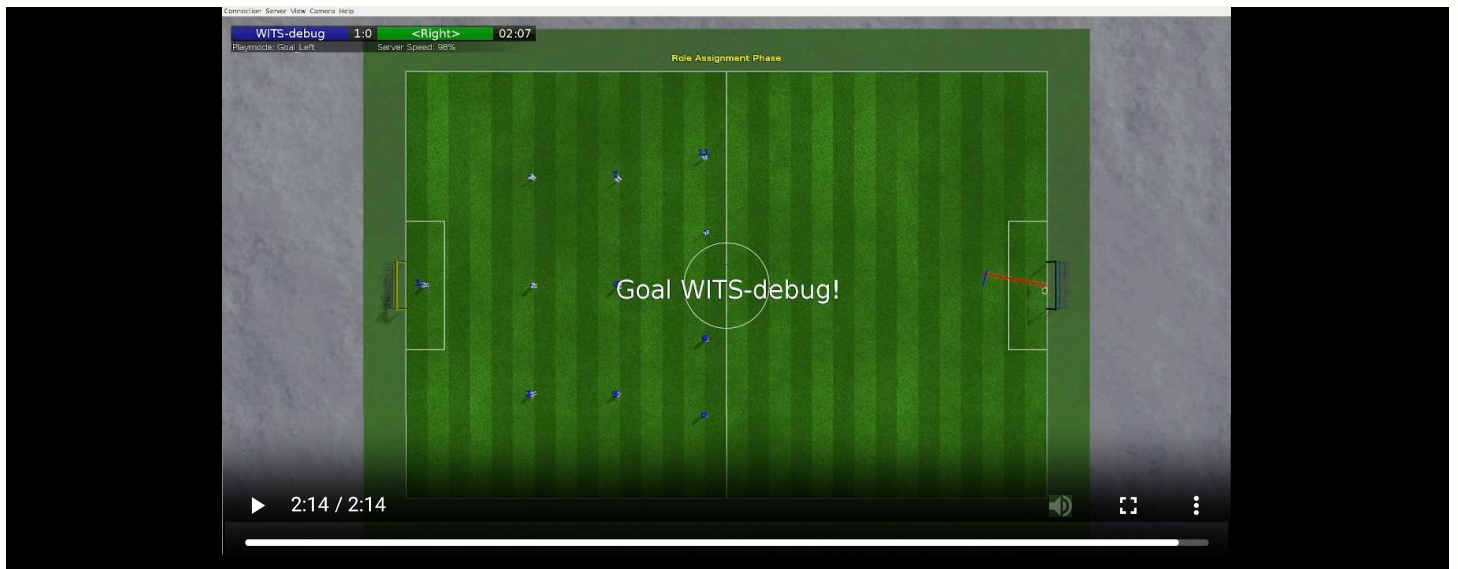 Connection Server View Camera Help
WITS-debug 1:0 <Right> 02:07
Playmode: Goal_Left Server Speed: 98%
Role Assignment Phase
Goal WITS-debug!
2:14 / 2:14